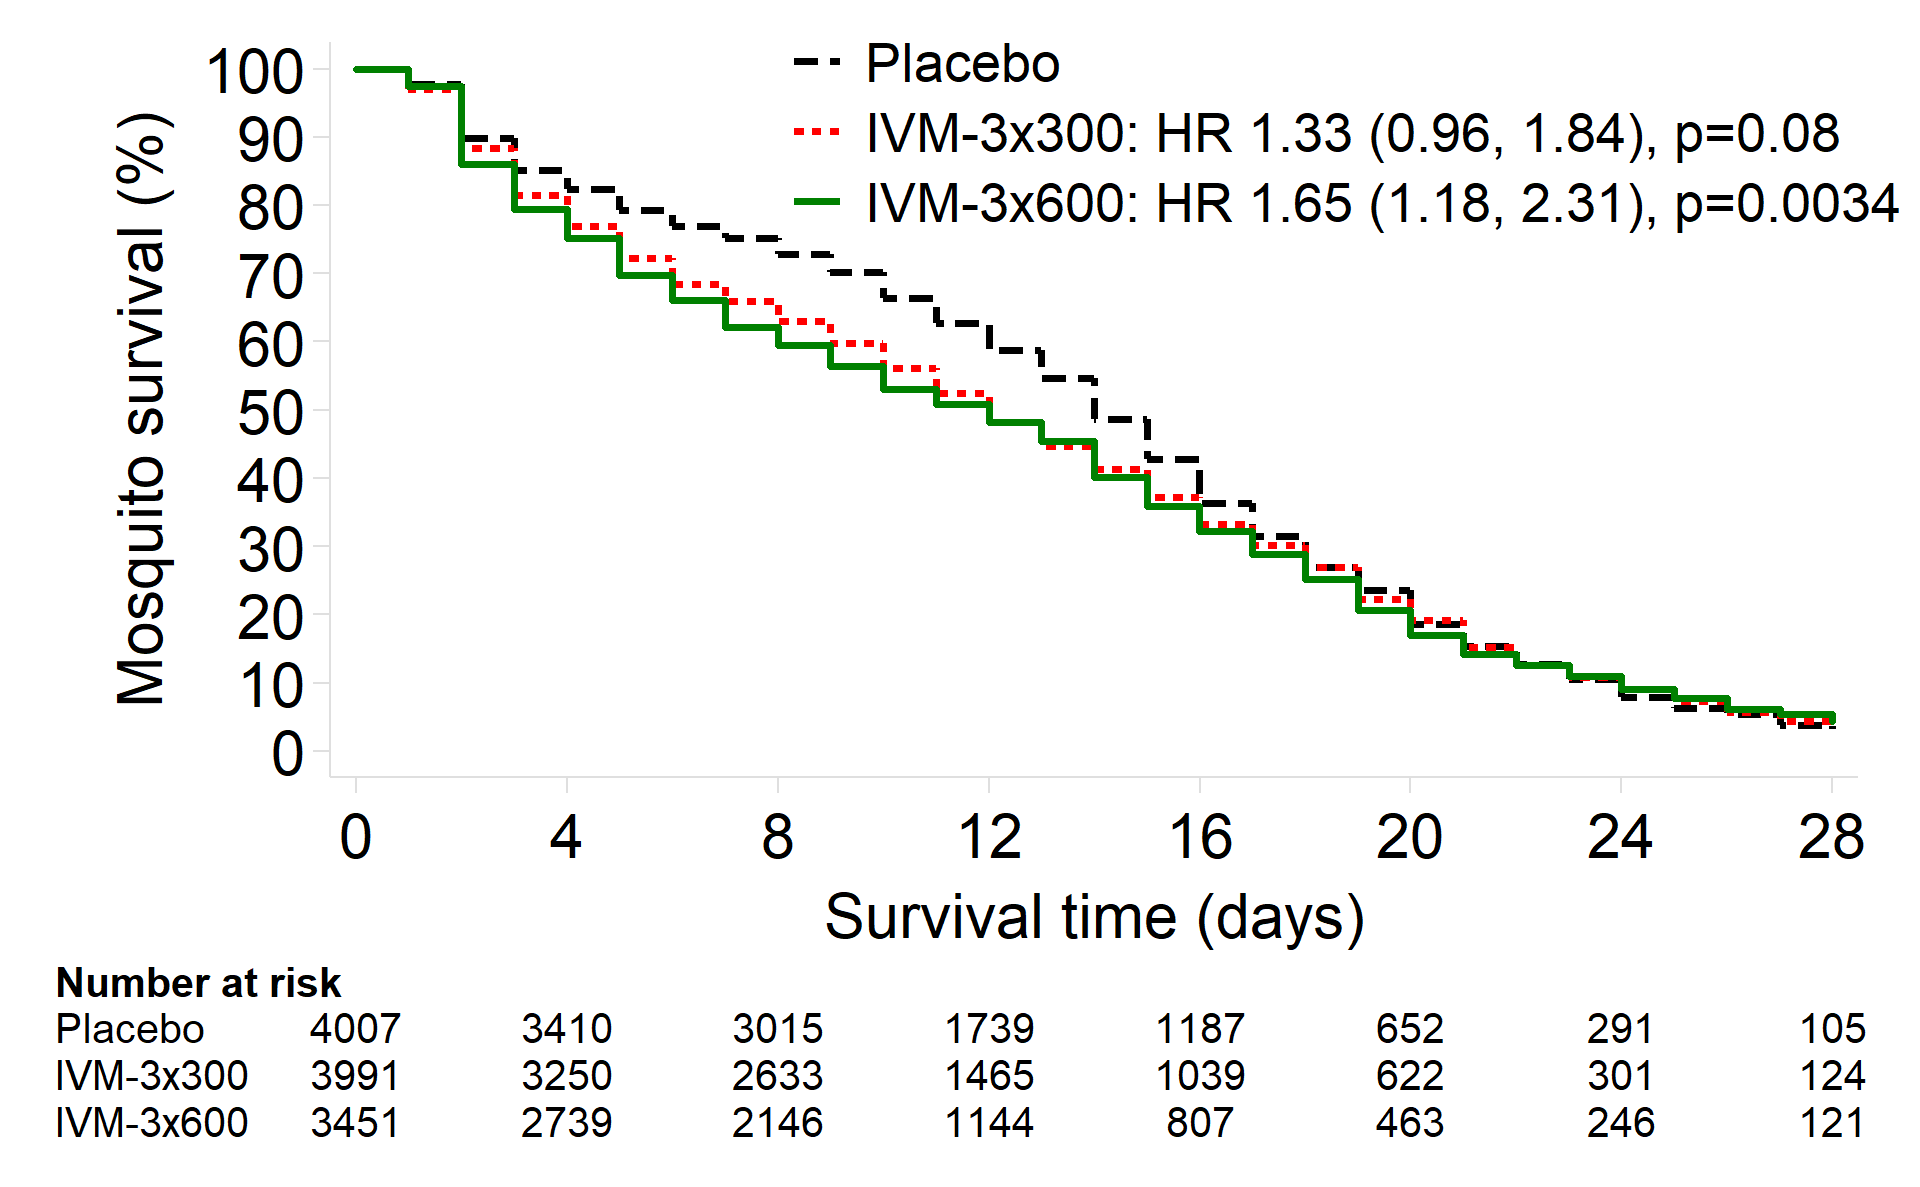 Placebo
IVM-3x300: HR 1.33 (0.96, 1.84), p=0.08
IVM-3x600: HR 1.65 (1.18, 2.31), p=0.0034
Mosquito survival (%)
100
90
80
70
60
50
40
30
20
10
0
0 4 8 12 16 20 24 28
Survival time (days)
Number at risk
Placebo 4007 3410 3015 1739 1187 652 291 105
IVM-3x300 3991 3250 2633 1465 1039 622 301 124
IVM-3x600 3451 2739 2146 1144 807 463 246 121